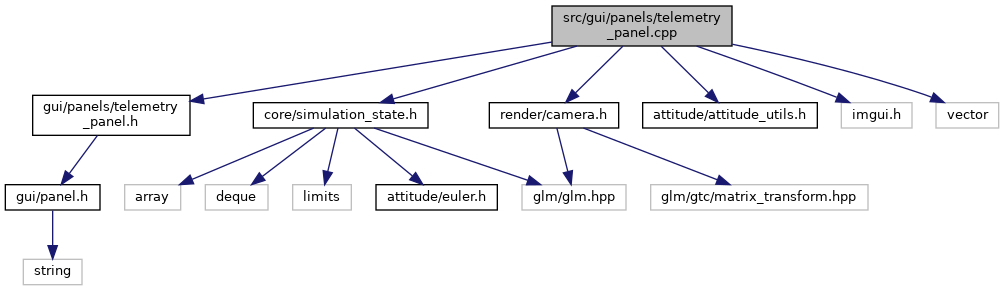 src/gui/panels/telemetry
_panel.cpp
gui/panels/telemetry
_panel.h
core/simulation_state.h
render/camera.h
attitude/attitude_utils.h
imgui.h
vector
gui/panel.h
array
deque
limits
attitude/euler.h
glm/glm.hpp
glm/gtc/matrix_transform.hpp
string